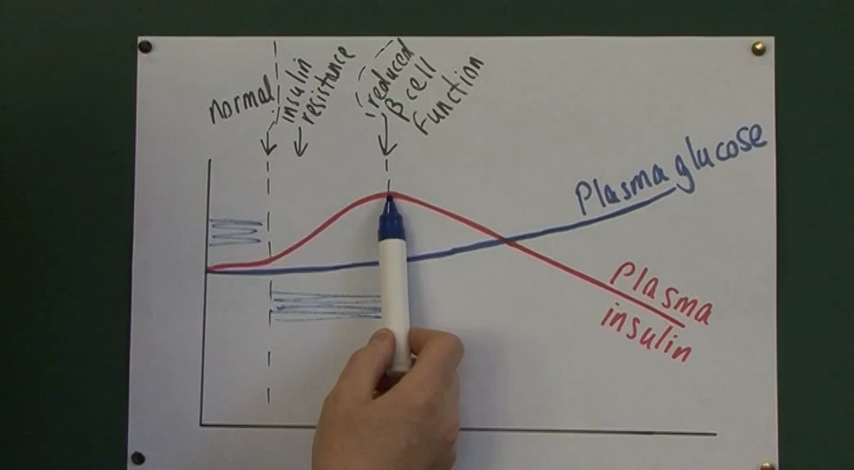 normal
insulin
resistance
reduced
β cell
function
Plasma glucose
Plasma
insulin